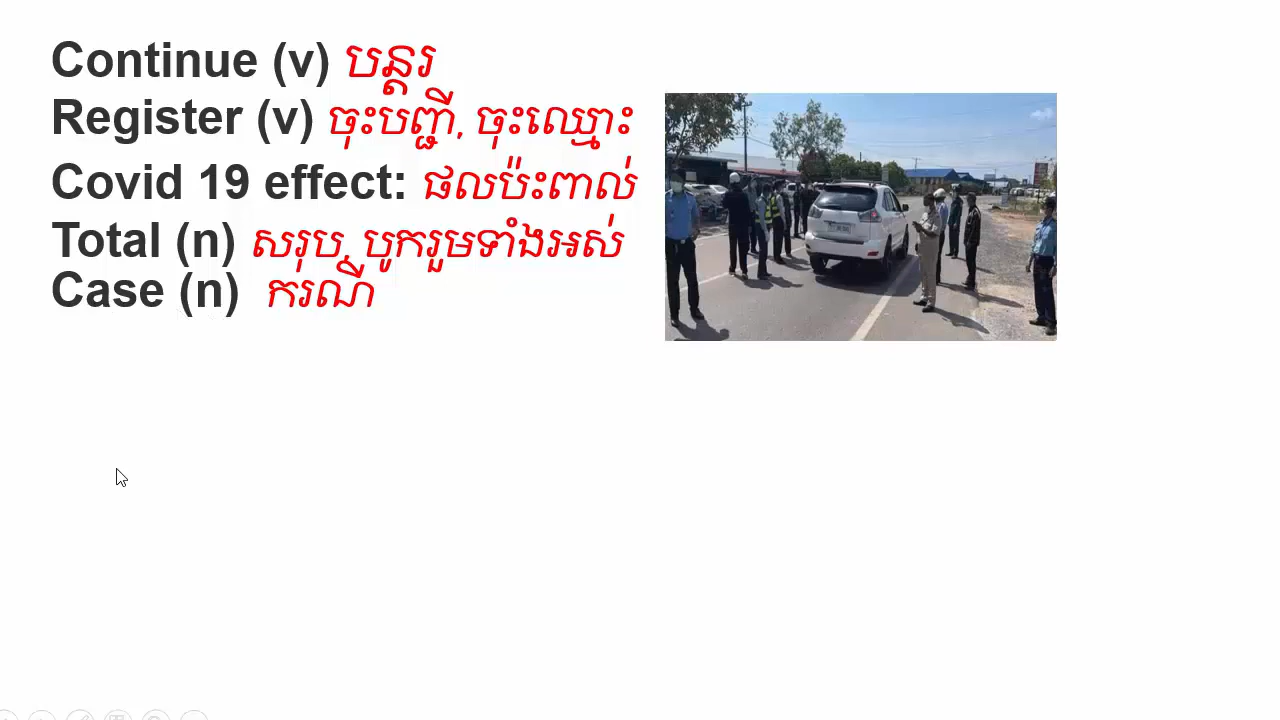 Continue (v) បន្តរ
Register (v) ចុះបញ្ជី, ចុះឈ្មោះ
Covid 19 effect: ផលប៉ះពាល់
Total (n) សរុប, បូករួមទាំងអស់
Case (n) ករណី